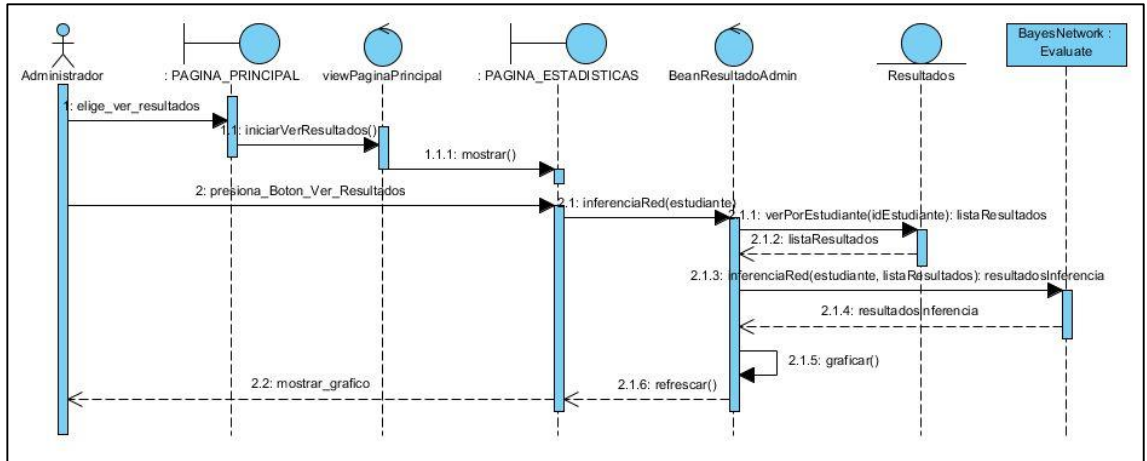 BayesNetwork :
Evaluate
Administrador
: PAGINA_PRINCIPAL
viewPaginaPrincipal
: PAGINA_ESTADISTICAS
BeanResultadoAdmin
Resultados
1: elige_ver_resultados
1.1: iniciarVerResultados()
1.1.1: mostrar()
2: presiona_Boton_Ver_Resultados
2.1: inferenciaRed(estudiante)
2.1.1: verPorEstudiante(idEstudiante): listaResultados
2.1.2: listaResultados
2.1.3: inferenciaRed(estudiante, listaResultados): resultadosInferencia
2.1.4: resultadosInferencia
2.1.5: graficar()
2.1.6: refrescar()
2.2: mostrar_grafico